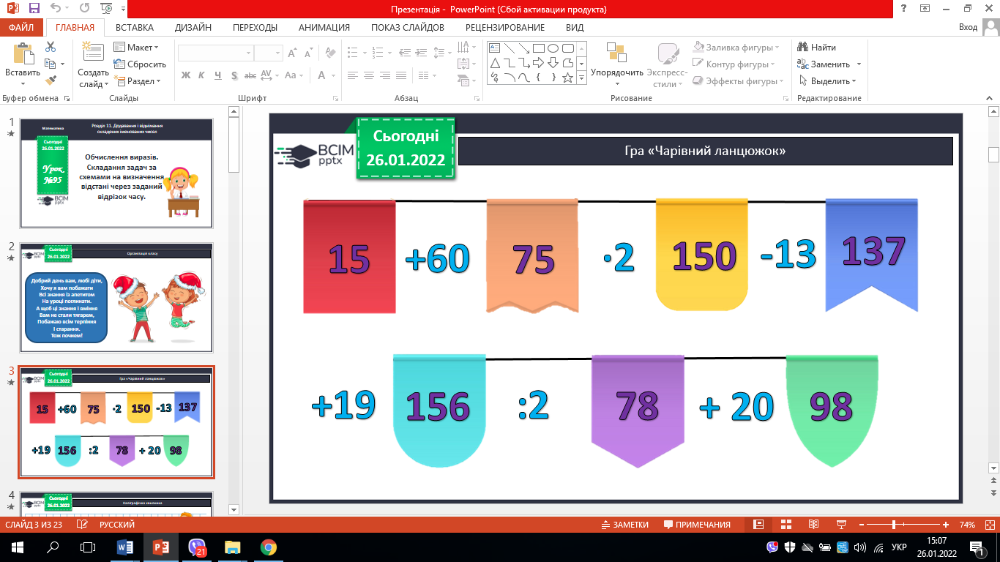 Презентація - PowerPoint (Сбой активации продукта)
ФАЙЛ ГЛАВНАЯ ВСТАВКА ДИЗАЙН ПЕРЕХОДЫ АНИМАЦИЯ ПОКАЗ СЛАЙДОВ РЕЦЕНЗИРОВАНИЕ ВИД Вход
Вставить
Буфер обмена
Создать слайд
Макет
Сбросить
Раздел
Слайды
Ж К Ч S abc AV Aa А
Шрифт
Абзац
Упорядочить
Экспресс-стили
Заливка фигуры
Контур фигуры
Эффекты фигуры
Рисование
Найти
Заменить
Выделить
Редактирование
1
Математика
Розділ 11. Додавання і віднімання
складених іменованих чисел
Сьогодні
26.01.2022
Урок
№95
BCIM
pptx
Обчислення виразів.
Складання задач за
схемами на визначення
відстані через заданий
відрізок часу.
2
Сьогодні
26.01.2022
Організація класу
Добрий день вам, любі діти,
Хочу я вам побажати
Всі знання із апетитом
На уроці поглинати.
А щоб ці знання і вміння
Вам не стали тягарем,
Побажаю всім терпіння
І старання.
Тож почнем!
3
Сьогодні
26.01.2022
Гра «Чарівний ланцюжок»
15 +60 75 ·2 150 -13 137
+19 156 :2 78 + 20 98
4
Сьогодні
26.01.2022
Каліграфічна хвилинка
BCIM
pptx
Сьогодні
26.01.2022
Гра «Чарівний ланцюжок»
15 +60 75 ·2 150 -13 137
+19 156 :2 78 + 20 98
СЛАЙД 3 ИЗ 23 РУССКИЙ ЗАМЕТКИ ПРИМЕЧАНИЯ 74%
21
УКР
15:07
26.01.2022
1